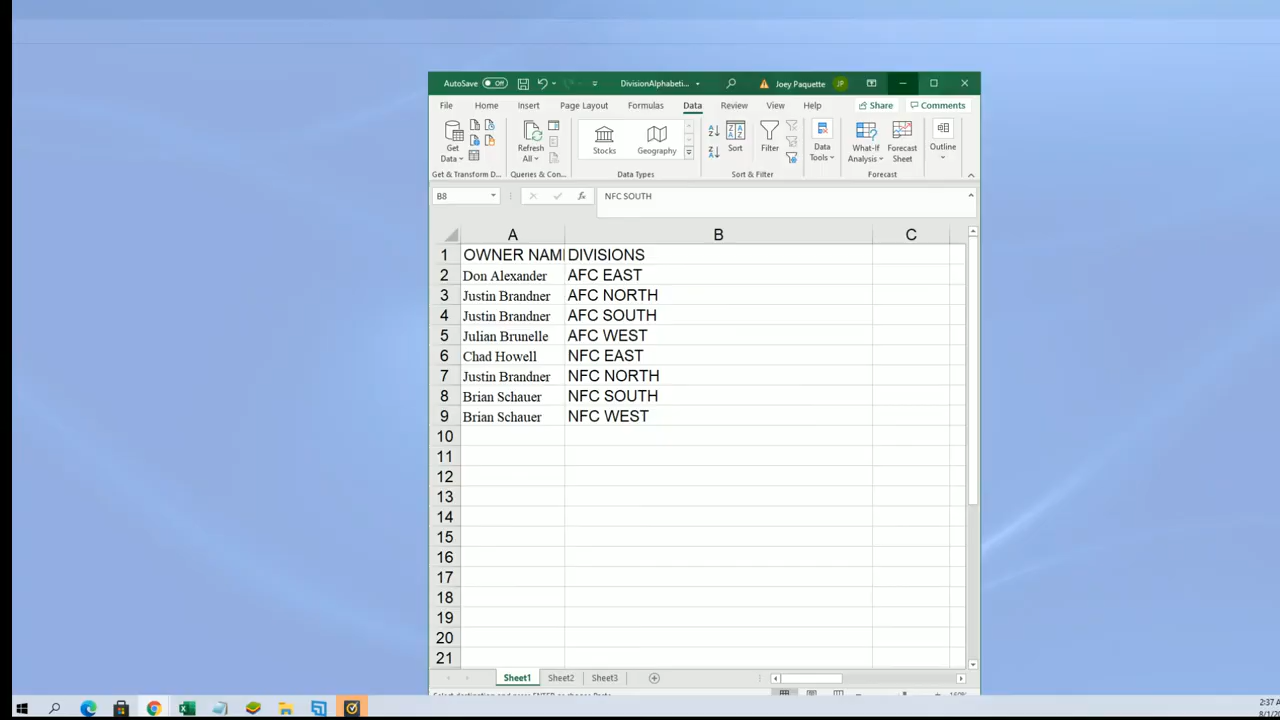 AutoSave Off DivisionAlphabeti... Joey Paquette JP
File Home Insert Page Layout Formulas Data Review View Help Share Comments
Get Data Refresh All Stocks Geography Sort Filter Data Tools What-If Analysis Forecast Sheet Outline
Get & Transform D... Queries & Con... Data Types Sort & Filter Forecast
B8 fx NFC SOUTH
A B C
1 OWNER NAM DIVISIONS
2 Don Alexander AFC EAST
3 Justin Brandner AFC NORTH
4 Justin Brandner AFC SOUTH
5 Julian Brunelle AFC WEST
6 Chad Howell NFC EAST
7 Justin Brandner NFC NORTH
8 Brian Schauer NFC SOUTH
9 Brian Schauer NFC WEST
10
11
12
13
14
15
16
17
18
19
20
21
Sheet1 Sheet2 Sheet3
2:37 A
8/1/